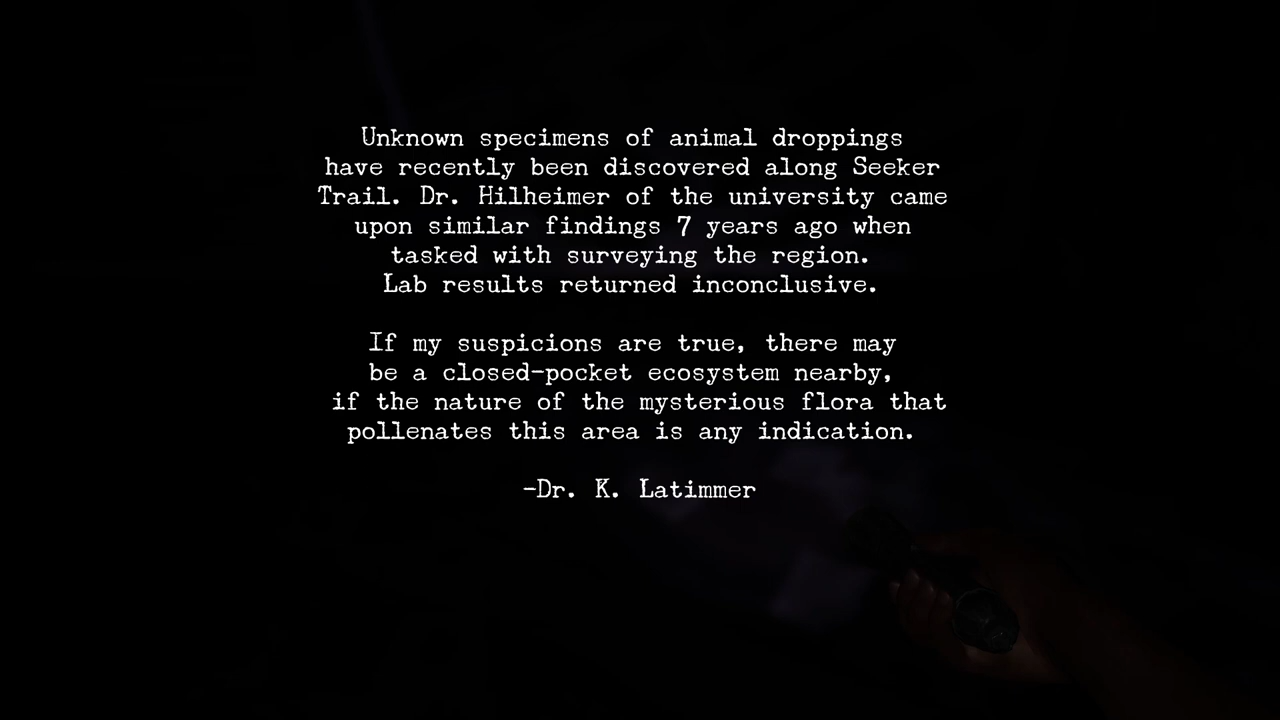 Unknown specimens of animal droppings
have recently been discovered along Seeker
Trail. Dr. Hilheimer of the university came
upon similar findings 7 years ago when
tasked with surveying the region.
Lab results returned inconclusive.
If my suspicions are true, there may
be a closed-pocket ecosystem nearby,
if the nature of the mysterious flora that
pollenates this area is any indication.
-Dr. K. Latimmer